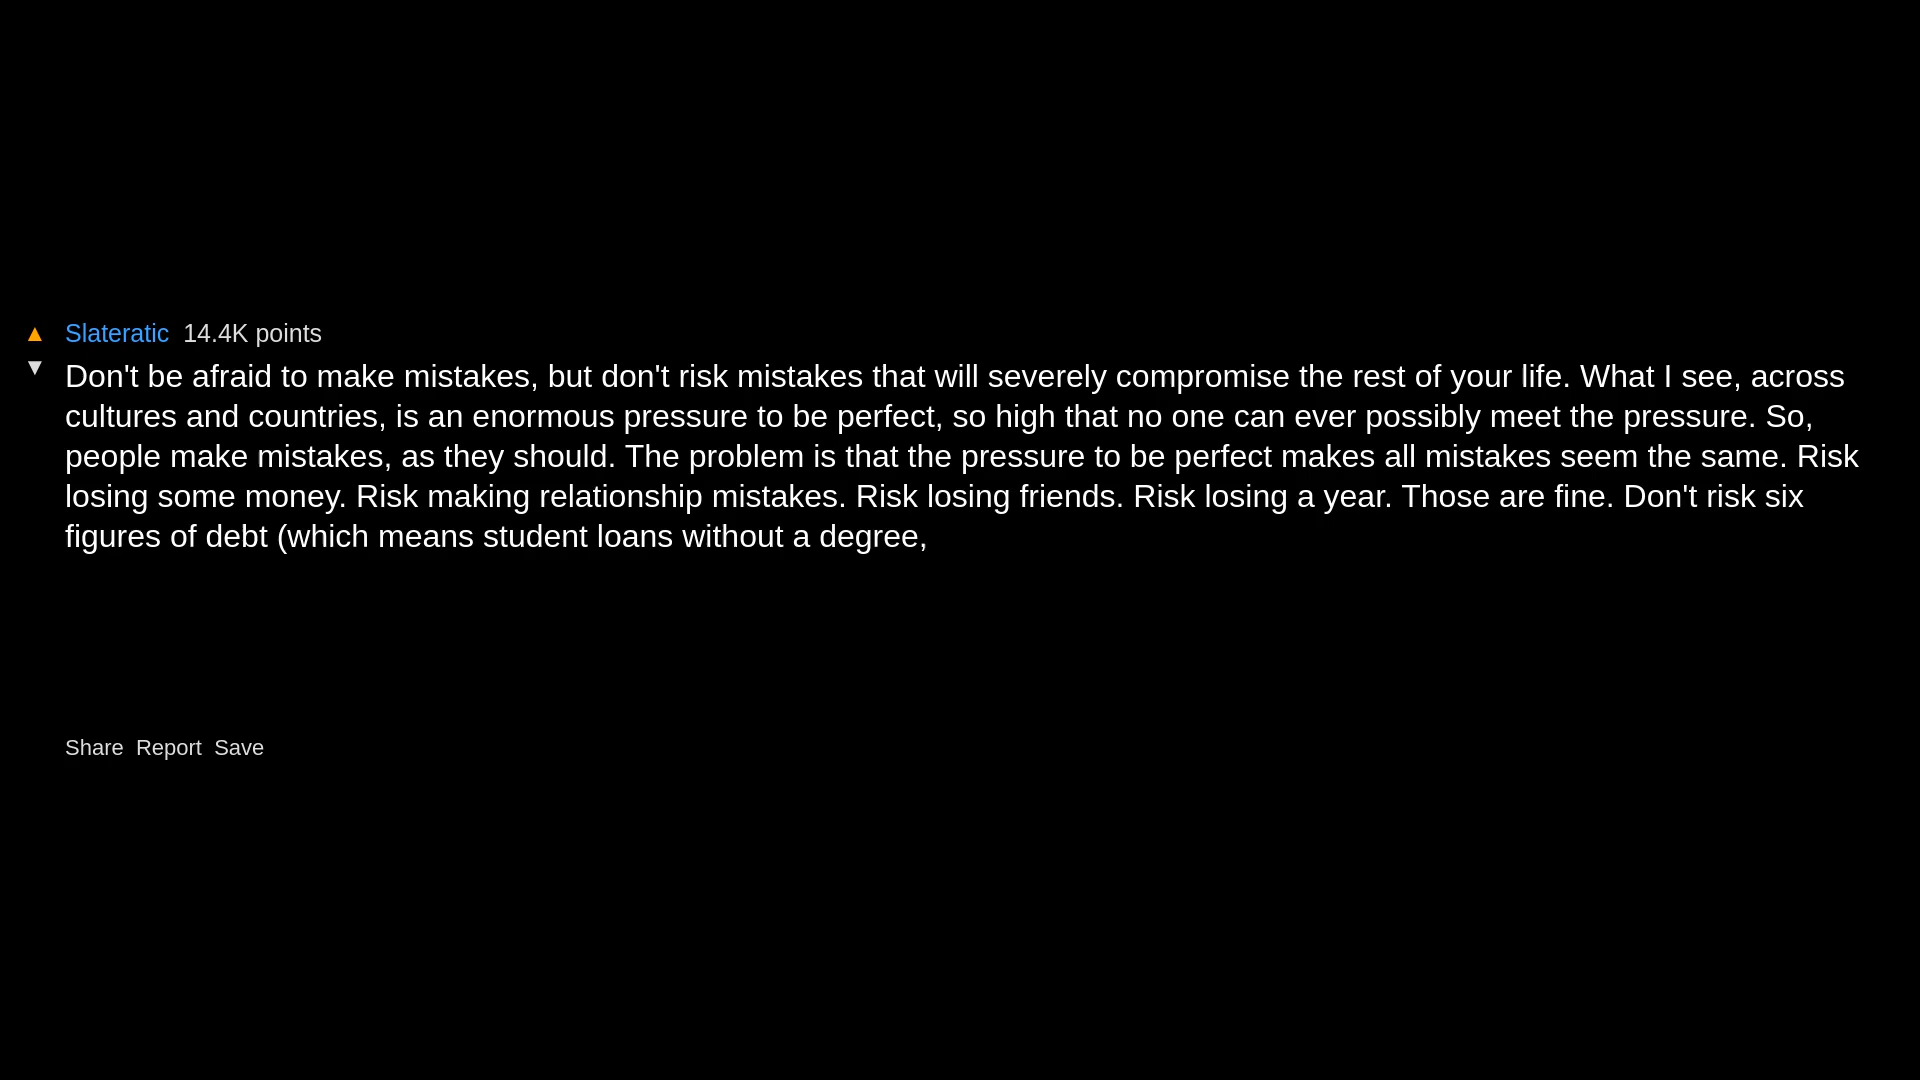 ▲ Slateratic 14.4K points
▼
Don't be afraid to make mistakes, but don't risk mistakes that will severely compromise the rest of your life. What I see, across
cultures and countries, is an enormous pressure to be perfect, so high that no one can ever possibly meet the pressure. So,
people make mistakes, as they should. The problem is that the pressure to be perfect makes all mistakes seem the same. Risk
losing some money. Risk making relationship mistakes. Risk losing friends. Risk losing a year. Those are fine. Don't risk six
figures of debt (which means student loans without a degree,
Share Report Save